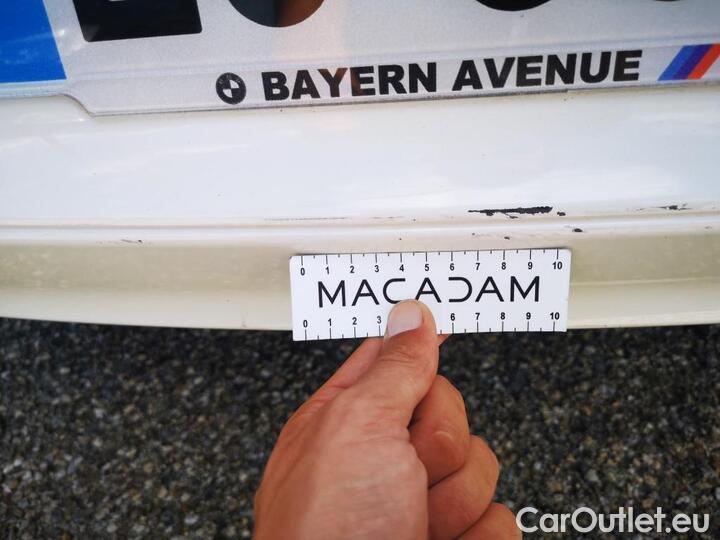 BAYERN AVENUE
0 1 2 3 4 5 6 7 8 9 10
MACADAM
0 1 2 3 6 7 8 9 10
CarOutlet.eu